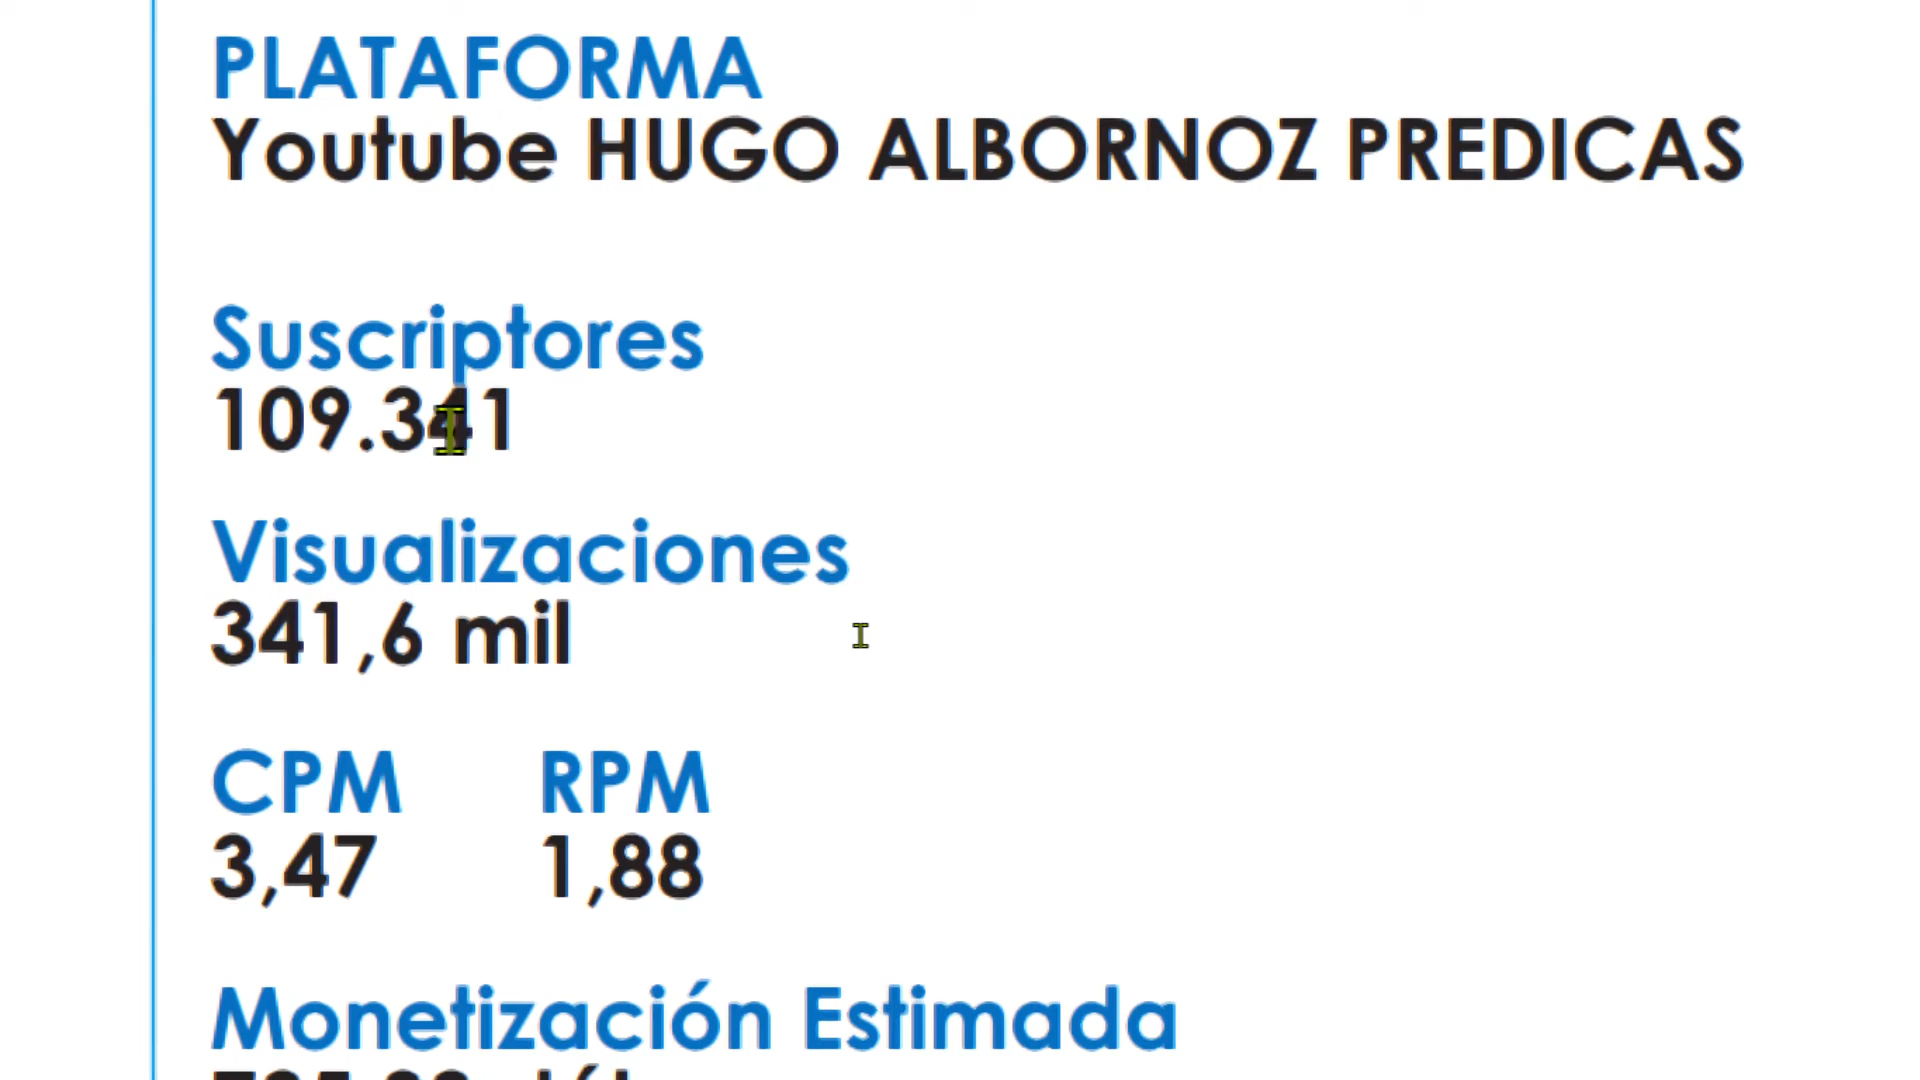 PLATAFORMA
Youtube HUGO ALBORNOZ PREDICAS
Suscriptores
109.341
Visualizaciones
341,6 mil
CPM RPM
3,47 1,88
Monetización Estimada